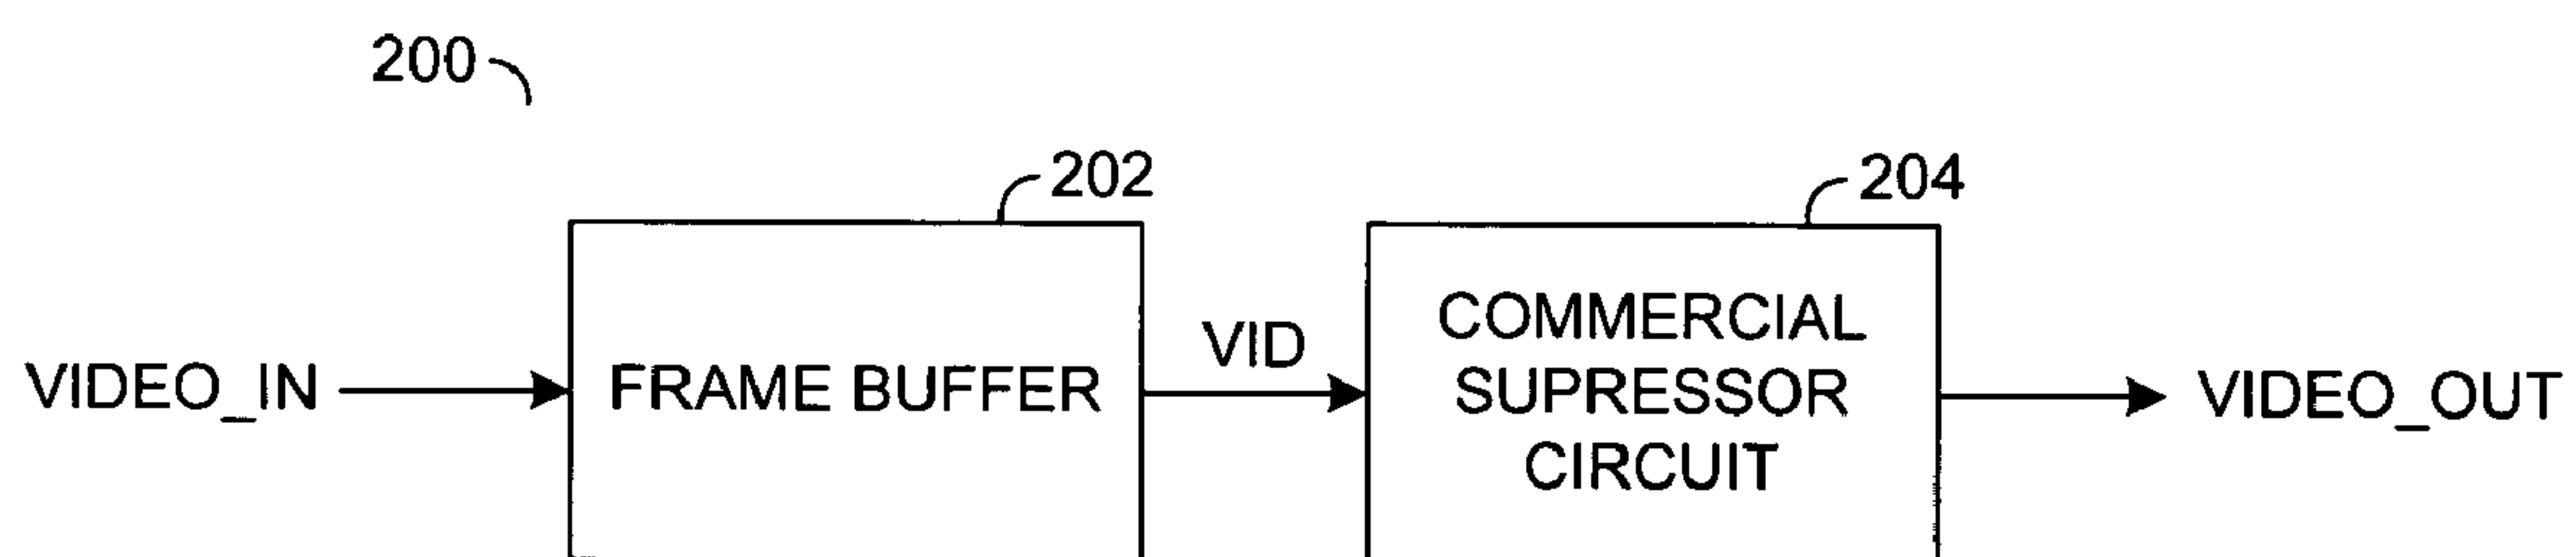 200
202
204
VIDEO_IN
FRAME BUFFER
VID
COMMERCIAL
SUPRESSOR
CIRCUIT
VIDEO_OUT